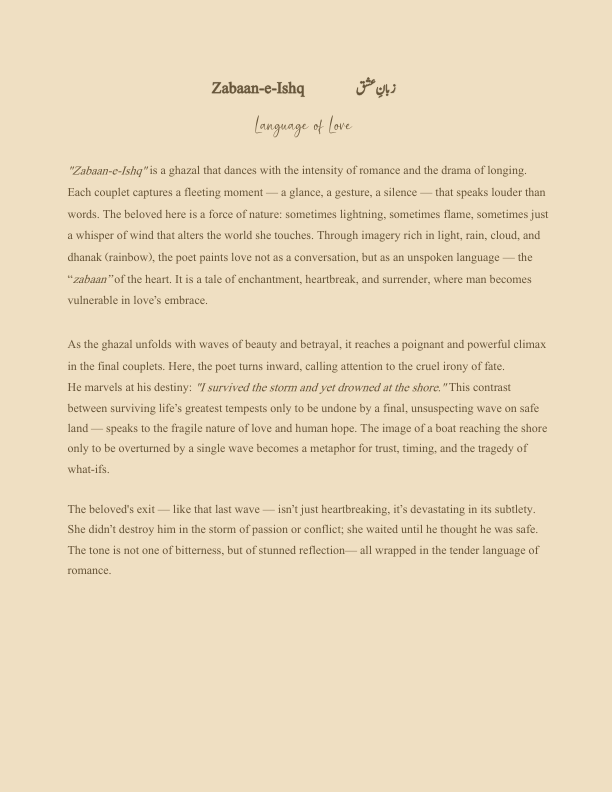 Zabaan-e-Ishq زبانِ عشق
Language of Love
"Zabaan-e-Ishq" is a ghazal that dances with the intensity of romance and the drama of longing.
Each couplet captures a fleeting moment — a glance, a gesture, a silence — that speaks louder than
words. The beloved here is a force of nature: sometimes lightning, sometimes flame, sometimes just
a whisper of wind that alters the world she touches. Through imagery rich in light, rain, cloud, and
dhanak (rainbow), the poet paints love not as a conversation, but as an unspoken language — the
“zabaan” of the heart. It is a tale of enchantment, heartbreak, and surrender, where man becomes
vulnerable in love’s embrace.
As the ghazal unfolds with waves of beauty and betrayal, it reaches a poignant and powerful climax
in the final couplets. Here, the poet turns inward, calling attention to the cruel irony of fate.
He marvels at his destiny: "I survived the storm and yet drowned at the shore." This contrast
between surviving life’s greatest tempests only to be undone by a final, unsuspecting wave on safe
land — speaks to the fragile nature of love and human hope. The image of a boat reaching the shore
only to be overturned by a single wave becomes a metaphor for trust, timing, and the tragedy of
what-ifs.
The beloved's exit — like that last wave — isn’t just heartbreaking, it’s devastating in its subtlety.
She didn’t destroy him in the storm of passion or conflict; she waited until he thought he was safe.
The tone is not one of bitterness, but of stunned reflection— all wrapped in the tender language of
romance.